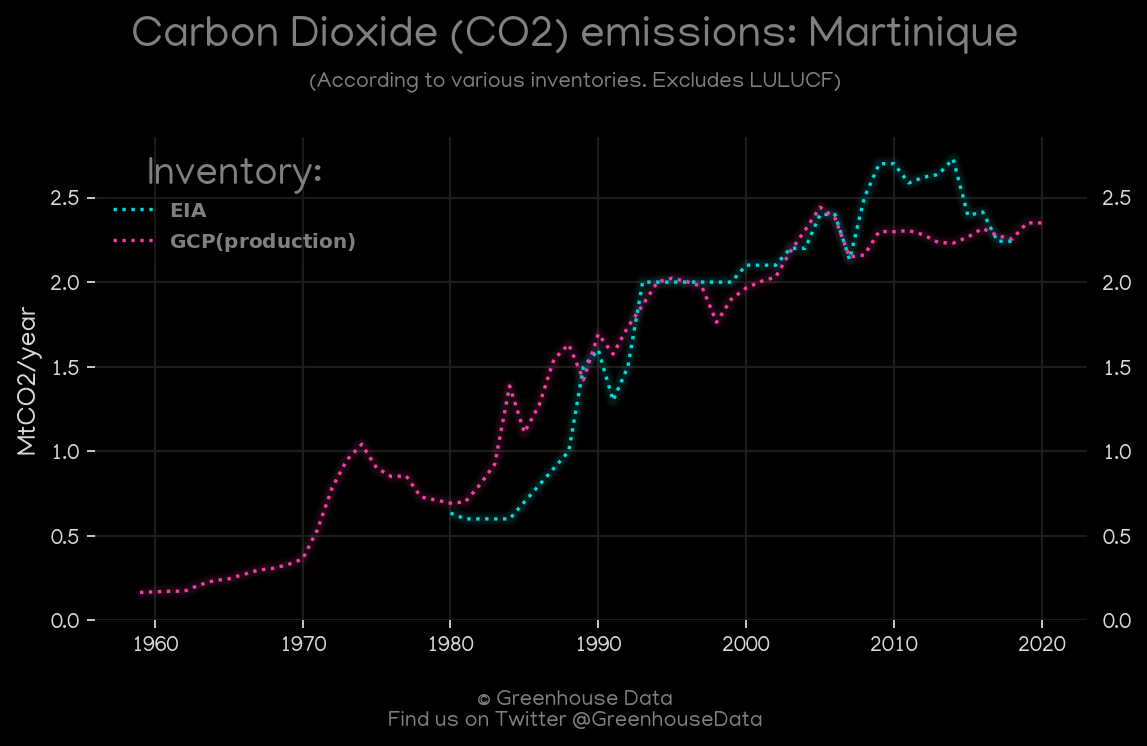 Carbon Dioxide (CO2) emissions: Martinique
(According to various inventories. Excludes LULUCF)
Inventory:
EIA
GCP(production)
MtCO2/year
2.5
2.0
1.5
1.0
0.5
0.0
2.5
2.0
1.5
1.0
0.5
0.0
1960 1970 1980 1990 2000 2010 2020
© Greenhouse Data
Find us on Twitter @GreenhouseData